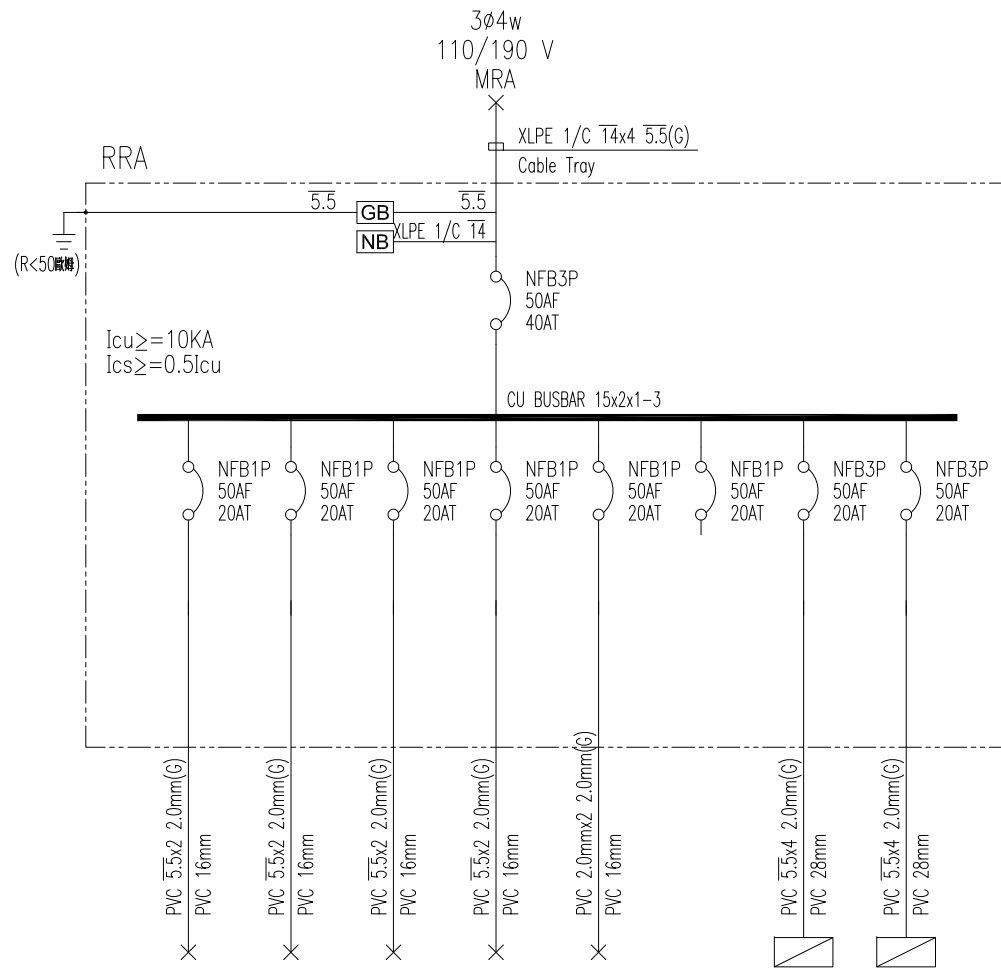 3ø4w
110/190 V
MRA
XLPE 1/C 14x4 5.5(G)
Cable Tray
RRA
5.5
GB
5.5
NB
XLPE 1/C 14
(R<50歐姆)
NFB3P
50AF
40AT
Icu>=10KA
Ics>=0.5Icu
CU BUSBAR 15x2x1-3
NFB1P
50AF
20AT
NFB1P
50AF
20AT
NFB1P
50AF
20AT
NFB1P
50AF
20AT
NFB1P
50AF
20AT
NFB1P
50AF
20AT
NFB3P
50AF
20AT
NFB3P
50AF
20AT
PVC 5.5x2 2.0mm(G)
PVC 16mm
PVC 5.5x2 2.0mm(G)
PVC 16mm
PVC 5.5x2 2.0mm(G)
PVC 16mm
PVC 5.5x2 2.0mm(G)
PVC 16mm
PVC 2.0mmx2 2.0mm(G)
PVC 16mm
PVC 5.5x4 2.0mm(G)
PVC 28mm
PVC 5.5x4 2.0mm(G)
PVC 28mm